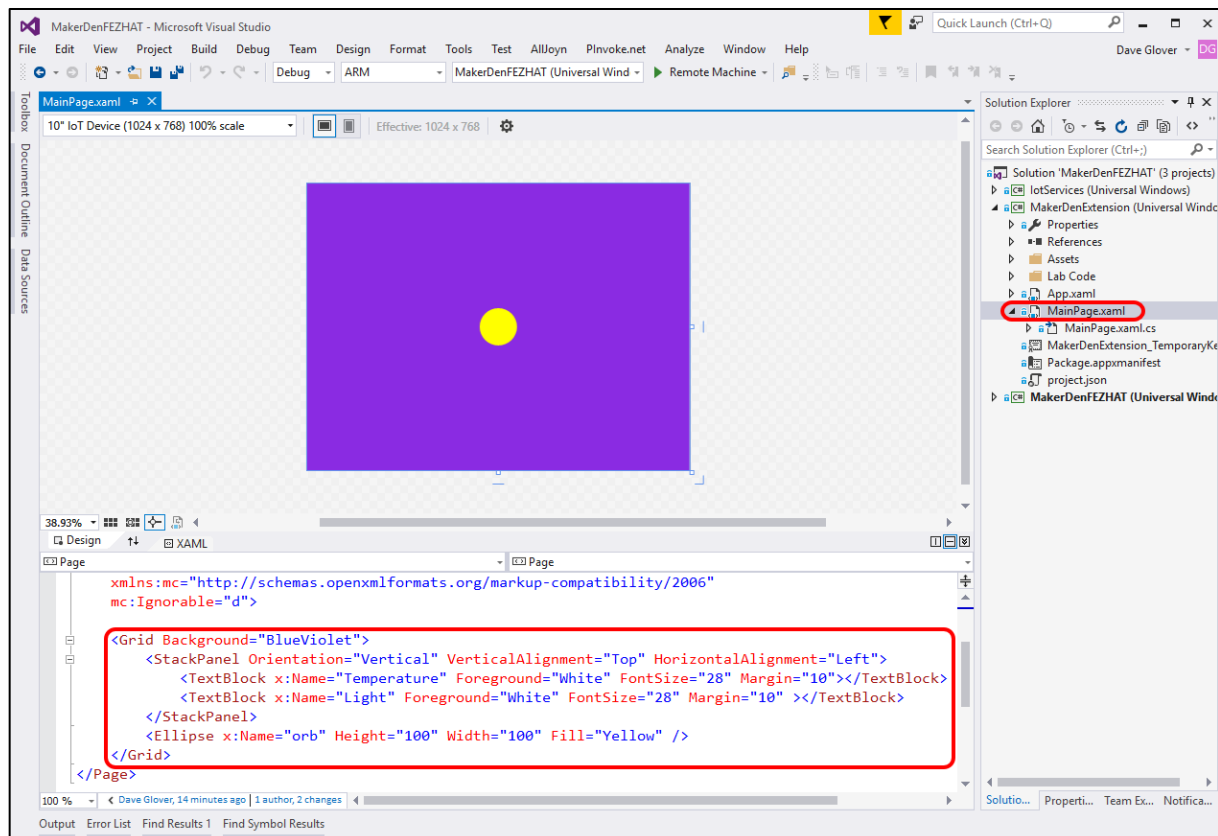 MakerDenFEZHAT - Microsoft Visual Studio
Quick Launch (Ctrl+Q)
File Edit View Project Build Debug Team Design Format Tools Test AllJoyn PInvoke.net Analyze Window Help
Dave Glover DG
Debug ARM MakerDenFEZHAT (Universal Wind Remote Machine
Toolbox
Document Outline
Data Sources
MainPage.xaml
10" IoT Device (1024 x 768) 100% scale Effective: 1024 x 768
38.93%
Design XAML
Page Page
xmlns:mc="http://schemas.openxmlformats.org/markup-compatibility/2006"
mc:Ignorable="d">
<Grid Background="BlueViolet">
<StackPanel Orientation="Vertical" VerticalAlignment="Top" HorizontalAlignment="Left">
<TextBlock x:Name="Temperature" Foreground="White" FontSize="28" Margin="10"></TextBlock>
<TextBlock x:Name="Light" Foreground="White" FontSize="28" Margin="10" ></TextBlock>
</StackPanel>
<Ellipse x:Name="orb" Height="100" Width="100" Fill="Yellow" />
</Grid>
</Page>
100 % Dave Glover, 14 minutes ago | 1 author, 2 changes
Output Error List Find Results 1 Find Symbol Results
Solution Explorer
Search Solution Explorer (Ctrl+;)
Solution 'MakerDenFEZHAT' (3 projects)
C# IotServices (Universal Windows)
C# MakerDenExtension (Universal Windo
Properties
References
Assets
Lab Code
App.xaml
MainPage.xaml
MainPage.xaml.cs
MakerDenExtension_TemporaryKe
Package.appxmanifest
project.json
C# MakerDenFEZHAT (Universal Windo
Solutio... Properti... Team Ex... Notifica...